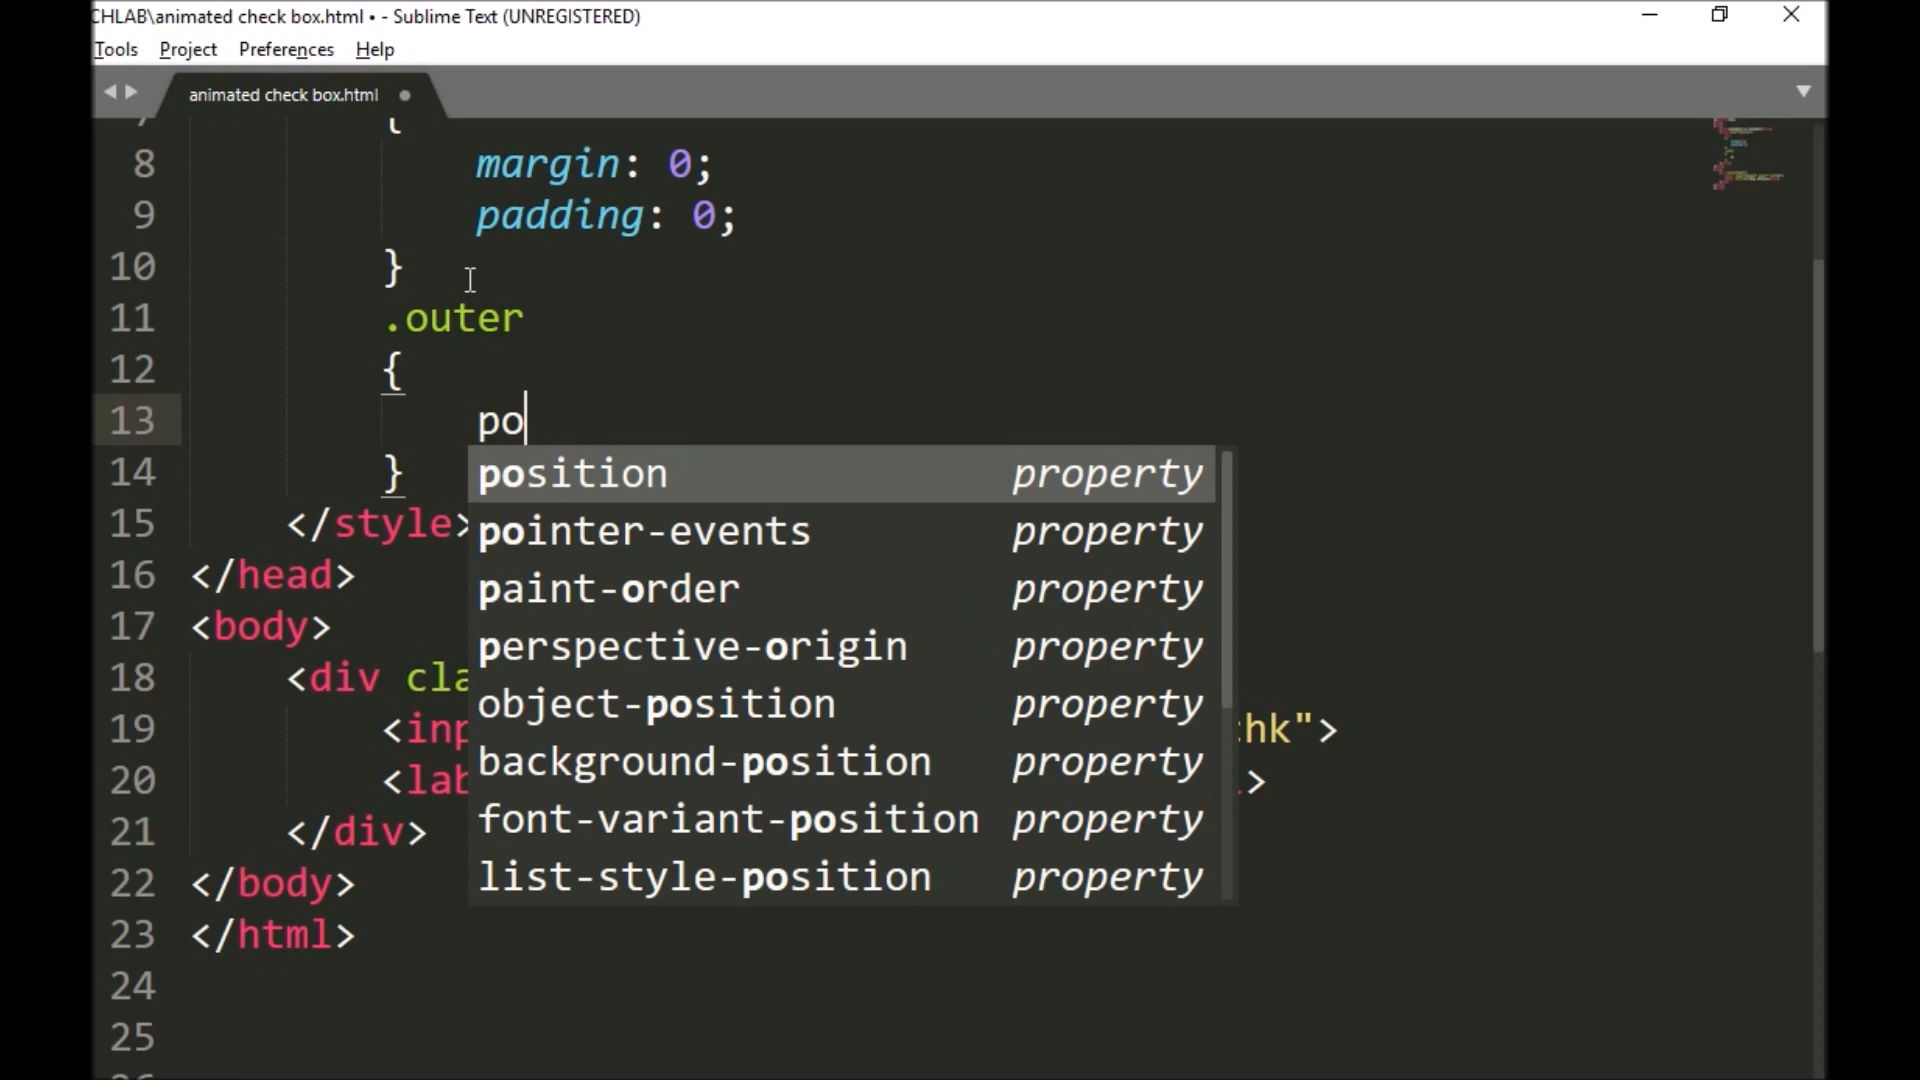 CHLAB\animated check box.html • - Sublime Text (UNREGISTERED)
Tools Project Preferences Help
animated check box.html
7 {
8 margin: 0;
9 padding: 0;
10 }
11 .outer
12 {
13 po
14 }
position property
pointer-events property
paint-order property
perspective-origin property
object-position property
background-position property
font-variant-position property
list-style-position property
15 </style>
16 </head>
17 <body>
18 <div cla
19 <inp hk">
20 <lab >
21 </div>
22 </body>
23 </html>
24
25